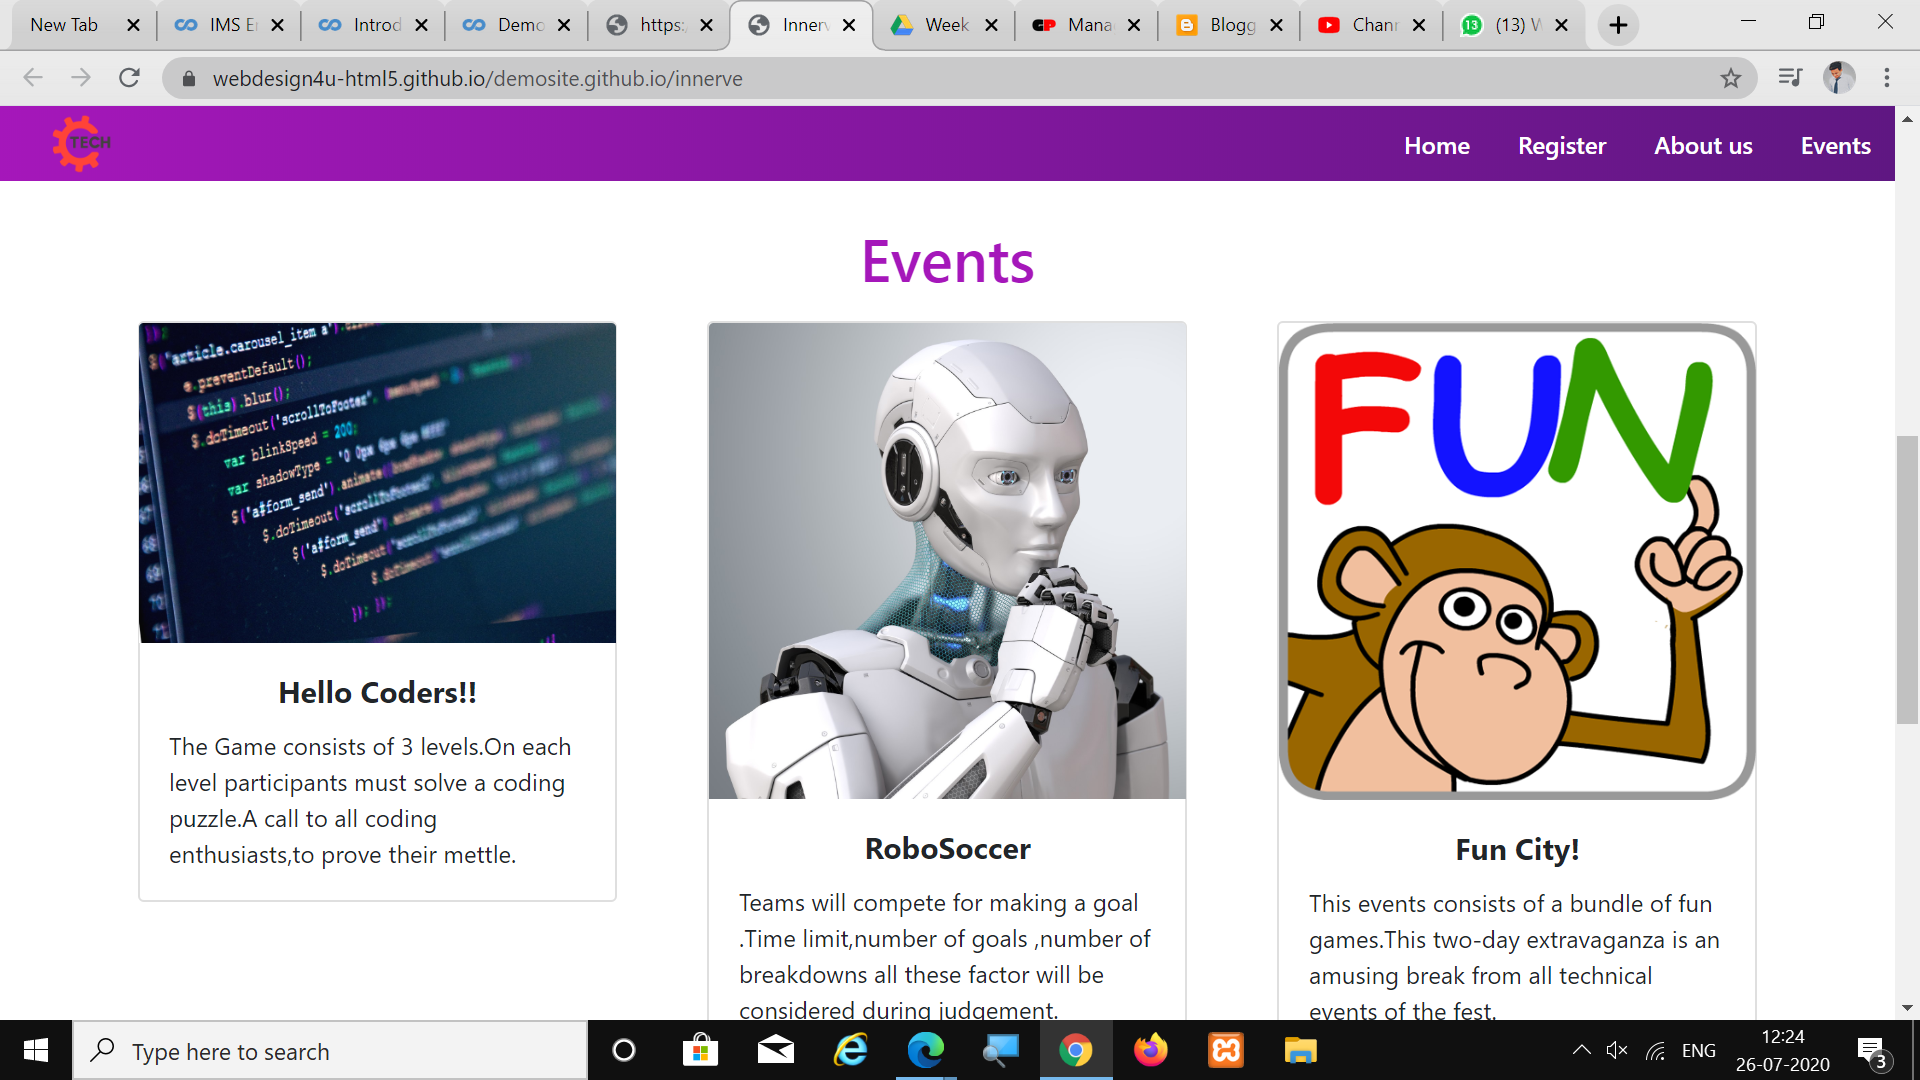 New Tab
IMS E
Introd
Demo
https:
Innerv
Week
Mana
Blogg
Chann
(13) W
webdesign4u-html5.github.io/demosite.github.io/innerve
TECH
Home
Register
About us
Events
Events
$("article.carousel_item a")
e.preventDefault();
$(this).blur();
$.doTimeout('scrollToFooter',
var blinkSpeed = 200;
var shadowType = '0 0px 0px 0px
$('a#form_send').animate(
$.doTimeout('scrollToFooter',
$('a#form_send').animate(
$.doTimeout(
$.doTimeout(
}); });
FUN
Hello Coders!!
The Game consists of 3 levels.On each
level participants must solve a coding
puzzle.A call to all coding
enthusiasts,to prove their mettle.
RoboSoccer
Teams will compete for making a goal
.Time limit,number of goals ,number of
breakdowns all these factor will be
considered during judgement.
Fun City!
This events consists of a bundle of fun
games.This two-day extravaganza is an
amusing break from all technical
events of the fest.
Type here to search
ENG
12:24
26-07-2020
3